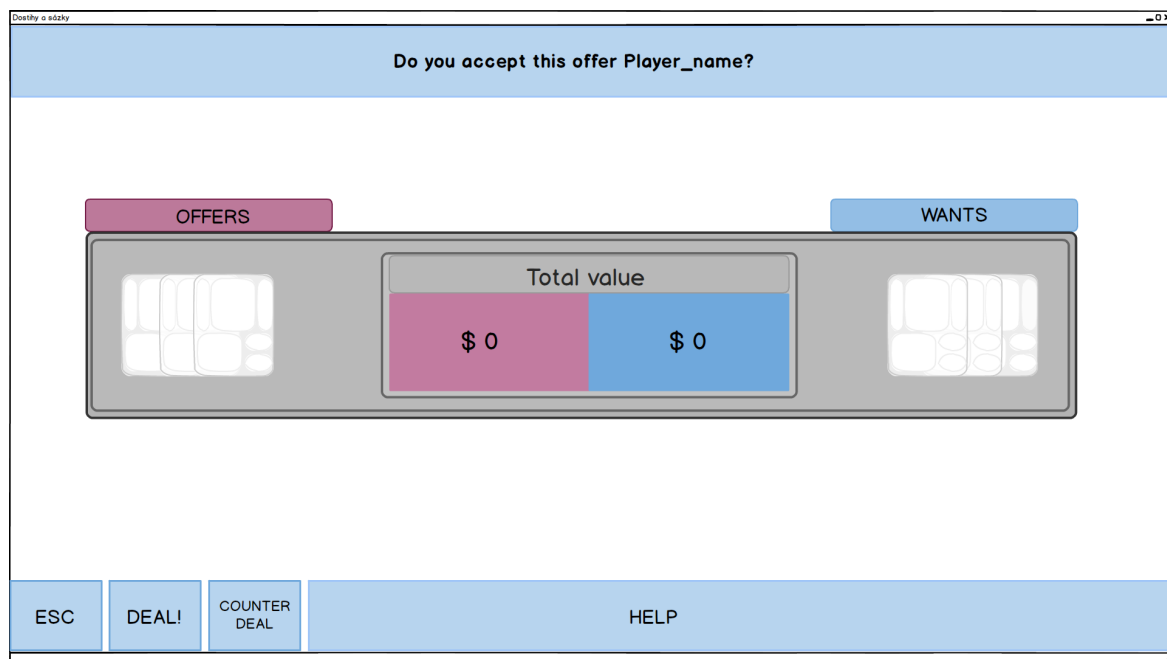 Dostihy a sázky
Do you accept this offer Player_name?
OFFERS
WANTS
Total value
$ 0
$ 0
ESC
DEAL!
COUNTER
DEAL
HELP